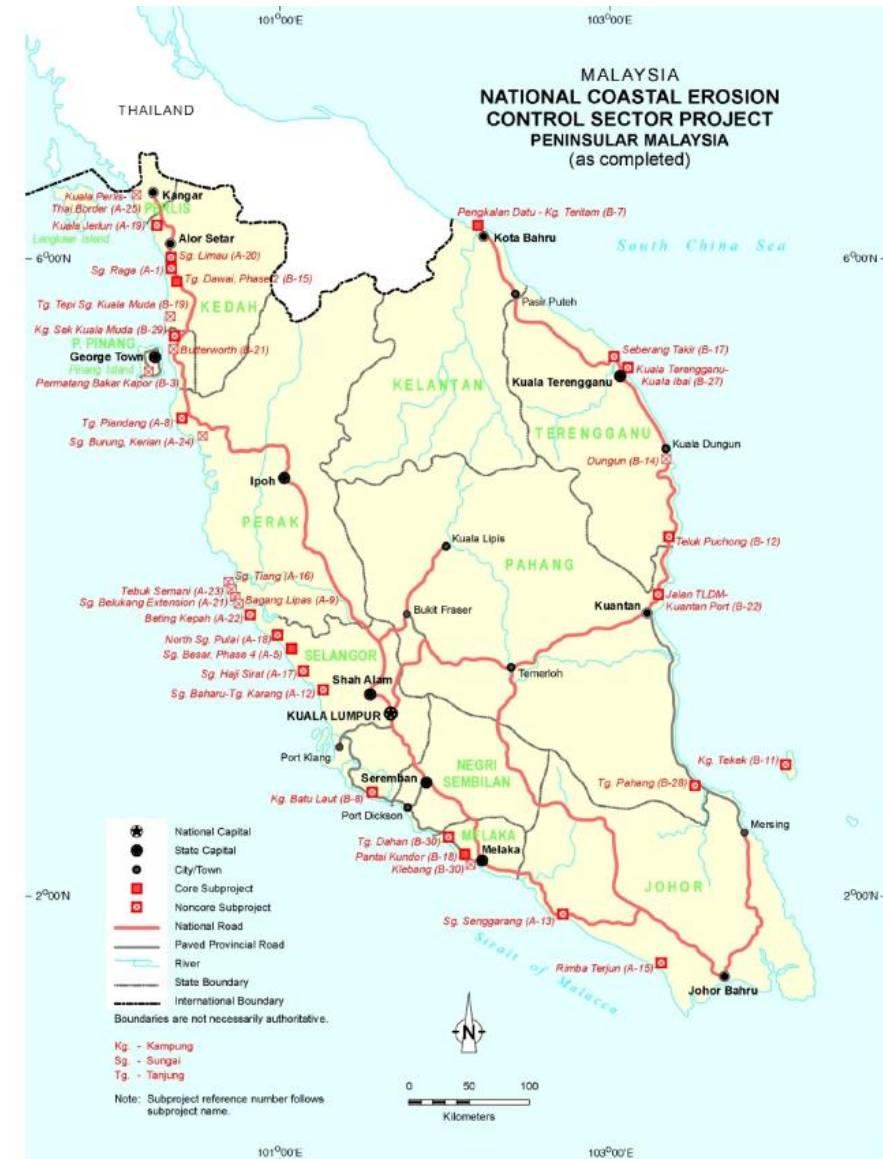 101°00'E
103°00'E
MALAYSIA
NATIONAL COASTAL EROSION
CONTROL SECTOR PROJECT
PENINSULAR MALAYSIA
(as completed)
THAILAND
Kuala Perlis-
Thai Border (A-25)
Kangar
PERLIS
Kuala Jerlun (A-19)
Langkawi Island
Alor Setar
Pengkalan Datu - Kg. Teritam (B-7)
Kota Bahru
South China Sea
6°00'N
6°00'N
Sg. Limau (A-20)
Sg. Raga (A-1)
Tg. Dawai, Phase 2 (B-15)
KEDAH
Pasir Puteh
Tg. Tepi Sg. Kuala Muda (B-19)
Kg. Sek Kuala Muda (B-29)
P. PINANG
Butterworth (B-21)
George Town
Pinang Island
Permatang Bakar Kapor (B-3)
Seberang Takir (B-17)
Kuala Terengganu-
Kuala Ibai (B-27)
Kuala Terengganu
KELANTAN
Tg. Piandang (A-8)
Sg. Burung, Kerian (A-24)
TERENGGANU
Kuala Dungun
Dungun (B-14)
Ipoh
PERAK
Teluk Puchong (B-12)
Kuala Lipis
PAHANG
Sg. Tiang (A-16)
Tebuk Semani (A-23)
Sg. Belukang Extension (A-21)
Bagang Lipas (A-9)
Beting Kepah (A-22)
Jalan TLDM-
Kuantan Port (B-22)
Kuantan
Bukit Fraser
North Sg. Pulai (A-18)
Sg. Besar, Phase 4 (A-5)
SELANGOR
Sg. Haji Sirat (A-17)
Temerloh
Shah Alam
Sg. Baharu-Tg. Karang (A-12)
KUALA LUMPUR
Port Klang
NEGRI
SEMBILAN
Seremban
Kg. Tekek (B-11)
Tg. Pahang (B-28)
Kg. Batu Laut (B-8)
Port Dickson
Mersing
Tg. Dahan (B-30)
MELAKA
Pantai Kundor (B-18)
Melaka
Klebang (B-30)
JOHOR
2°00'N
2°00'N
Sg. Senggarang (A-13)
Strait of Malacca
Rimba Terjun (A-15)
Johor Bahru
National Capital
State Capital
City/Town
Core Subproject
Noncore Subproject
National Road
Paved Provincial Road
River
State Boundary
International Boundary
Boundaries are not necessarily authoritative.
Kg. - Kampung
Sg. - Sungai
Tg. - Tanjung
Note: Subproject reference number follows
subproject name.
N
0 50 100
Kilometers
101°00'E
103°00'E